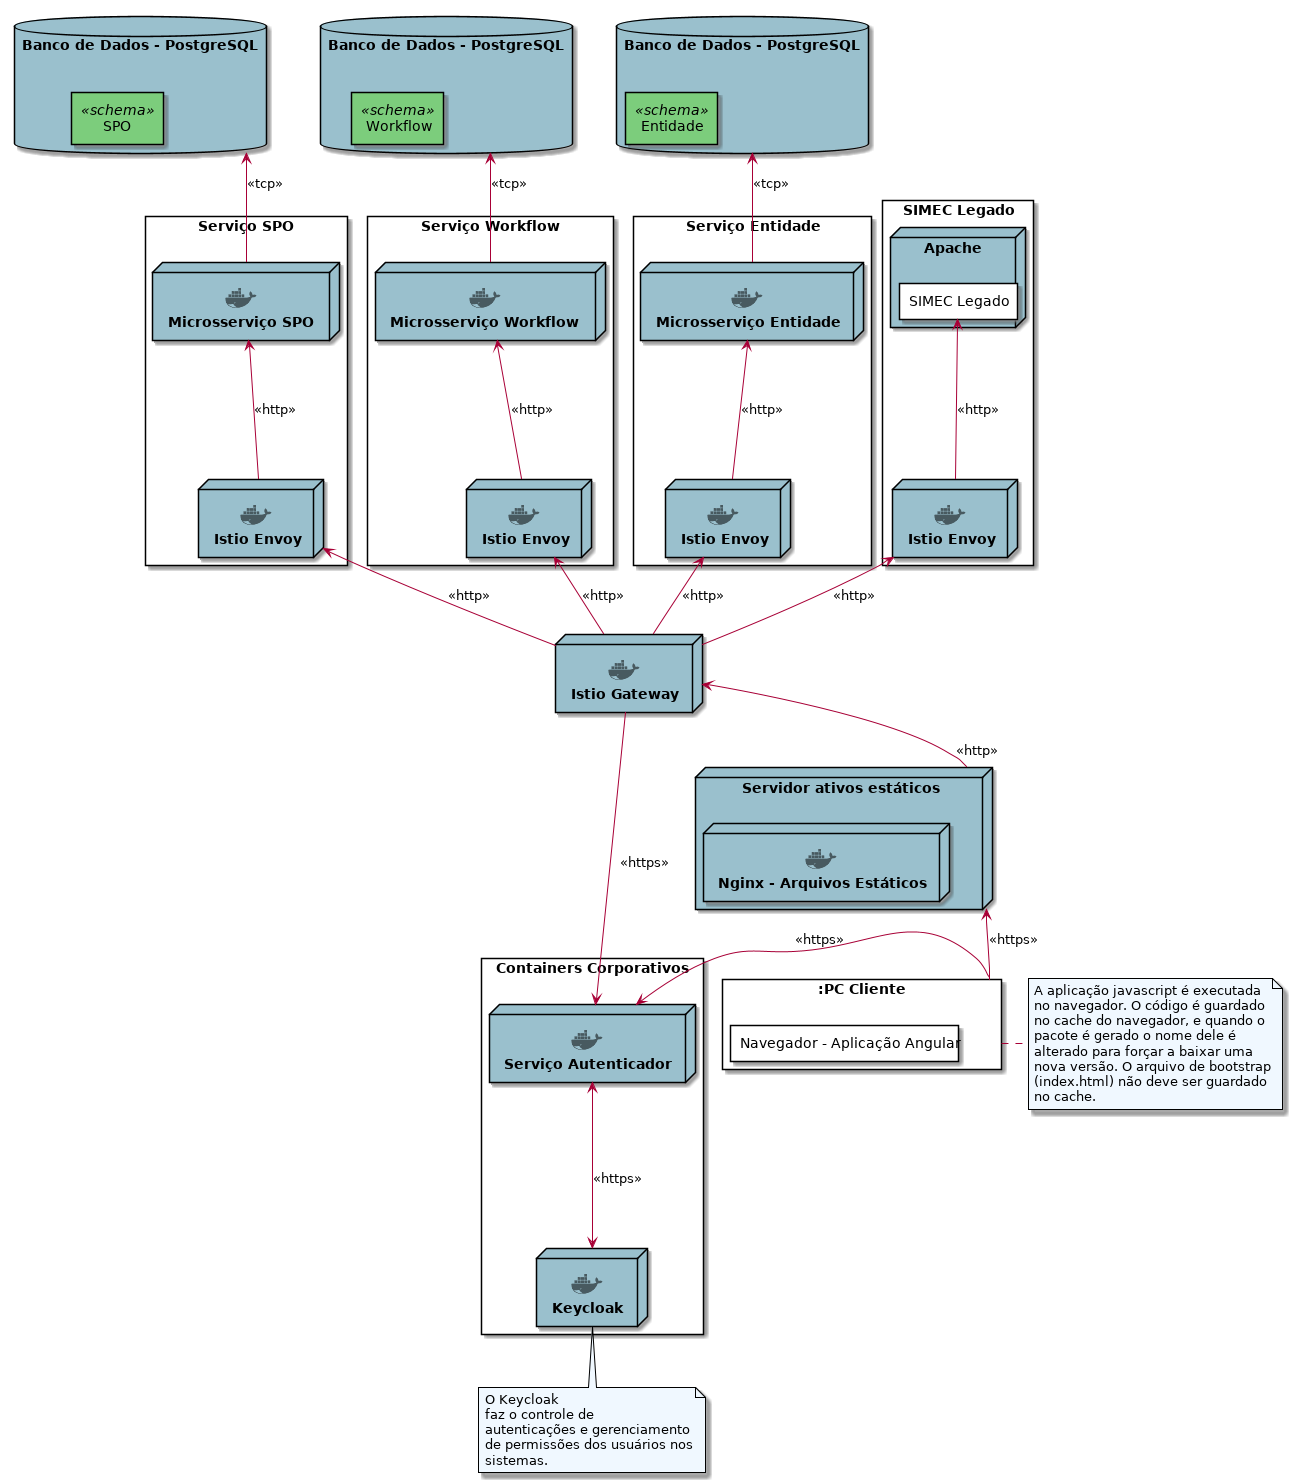 Banco de Dados - PostgreSQL
«schema»
SPO
Banco de Dados - PostgreSQL
«schema»
Workflow
Banco de Dados - PostgreSQL
«schema»
Entidade
«tcp»
«tcp»
«tcp»
Serviço SPO
Microsserviço SPO
«http»
Istio Envoy
Serviço Workflow
Microsserviço Workflow
«http»
Istio Envoy
Serviço Entidade
Microsserviço Entidade
«http»
Istio Envoy
SIMEC Legado
Apache
SIMEC Legado
«http»
Istio Envoy
«http»
«http»
«http»
«http»
Istio Gateway
«http»
Servidor ativos estáticos
Nginx - Arquivos Estáticos
«https»
«https»
«https»
Containers Corporativos
Serviço Autenticador
«https»
Keycloak
:PC Cliente
Navegador - Aplicação Angular
A aplicação javascript é executada
no navegador. O código é guardado
no cache do navegador, e quando o
pacote é gerado o nome dele é
alterado para forçar a baixar uma
nova versão. O arquivo de bootstrap
(index.html) não deve ser guardado
no cache.
O Keycloak
faz o controle de
autenticações e gerenciamento
de permissões dos usuários nos
sistemas.